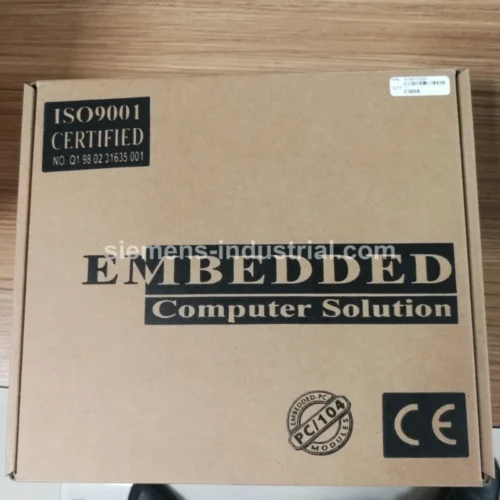 ISO9001
CERTIFIED
NO Q1 98 02 31635 001
siemens-industrial.com
EMBEDDED
Computer Solution
EMBEDDED-PC
PC/104
MODULES
CE